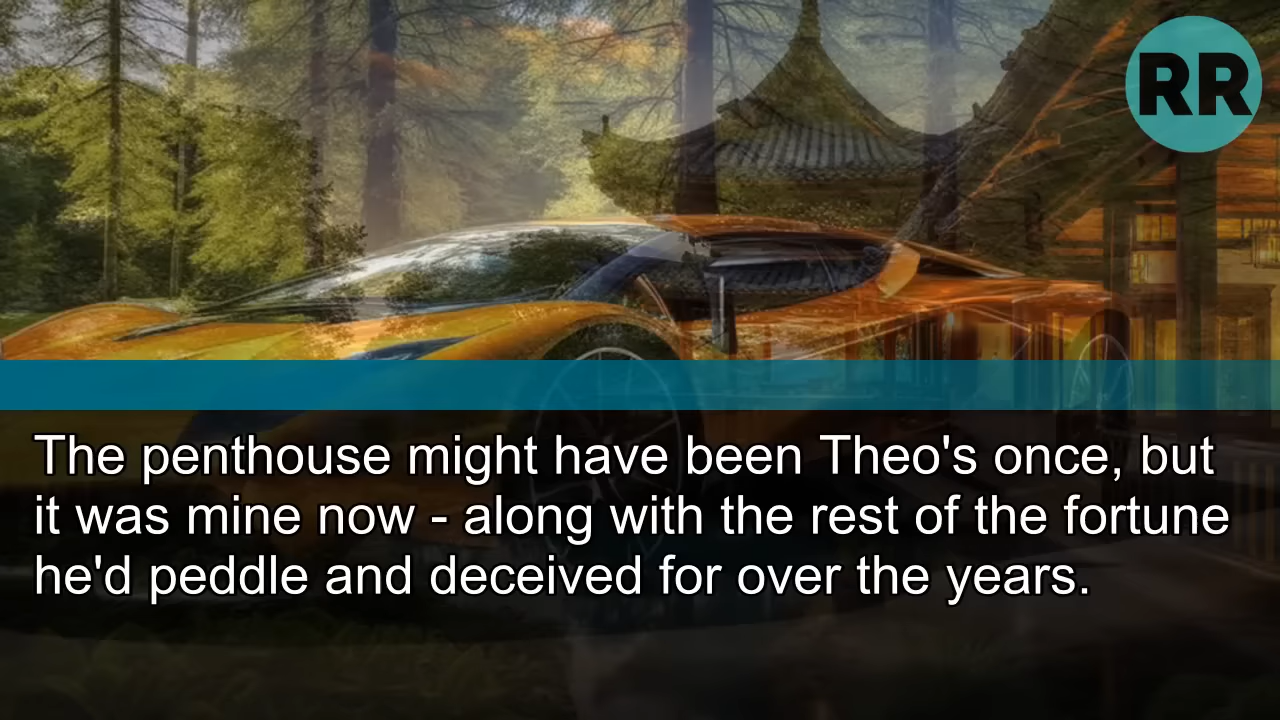 RR
The penthouse might have been Theo's once, but
it was mine now - along with the rest of the fortune
he'd peddle and deceived for over the years.